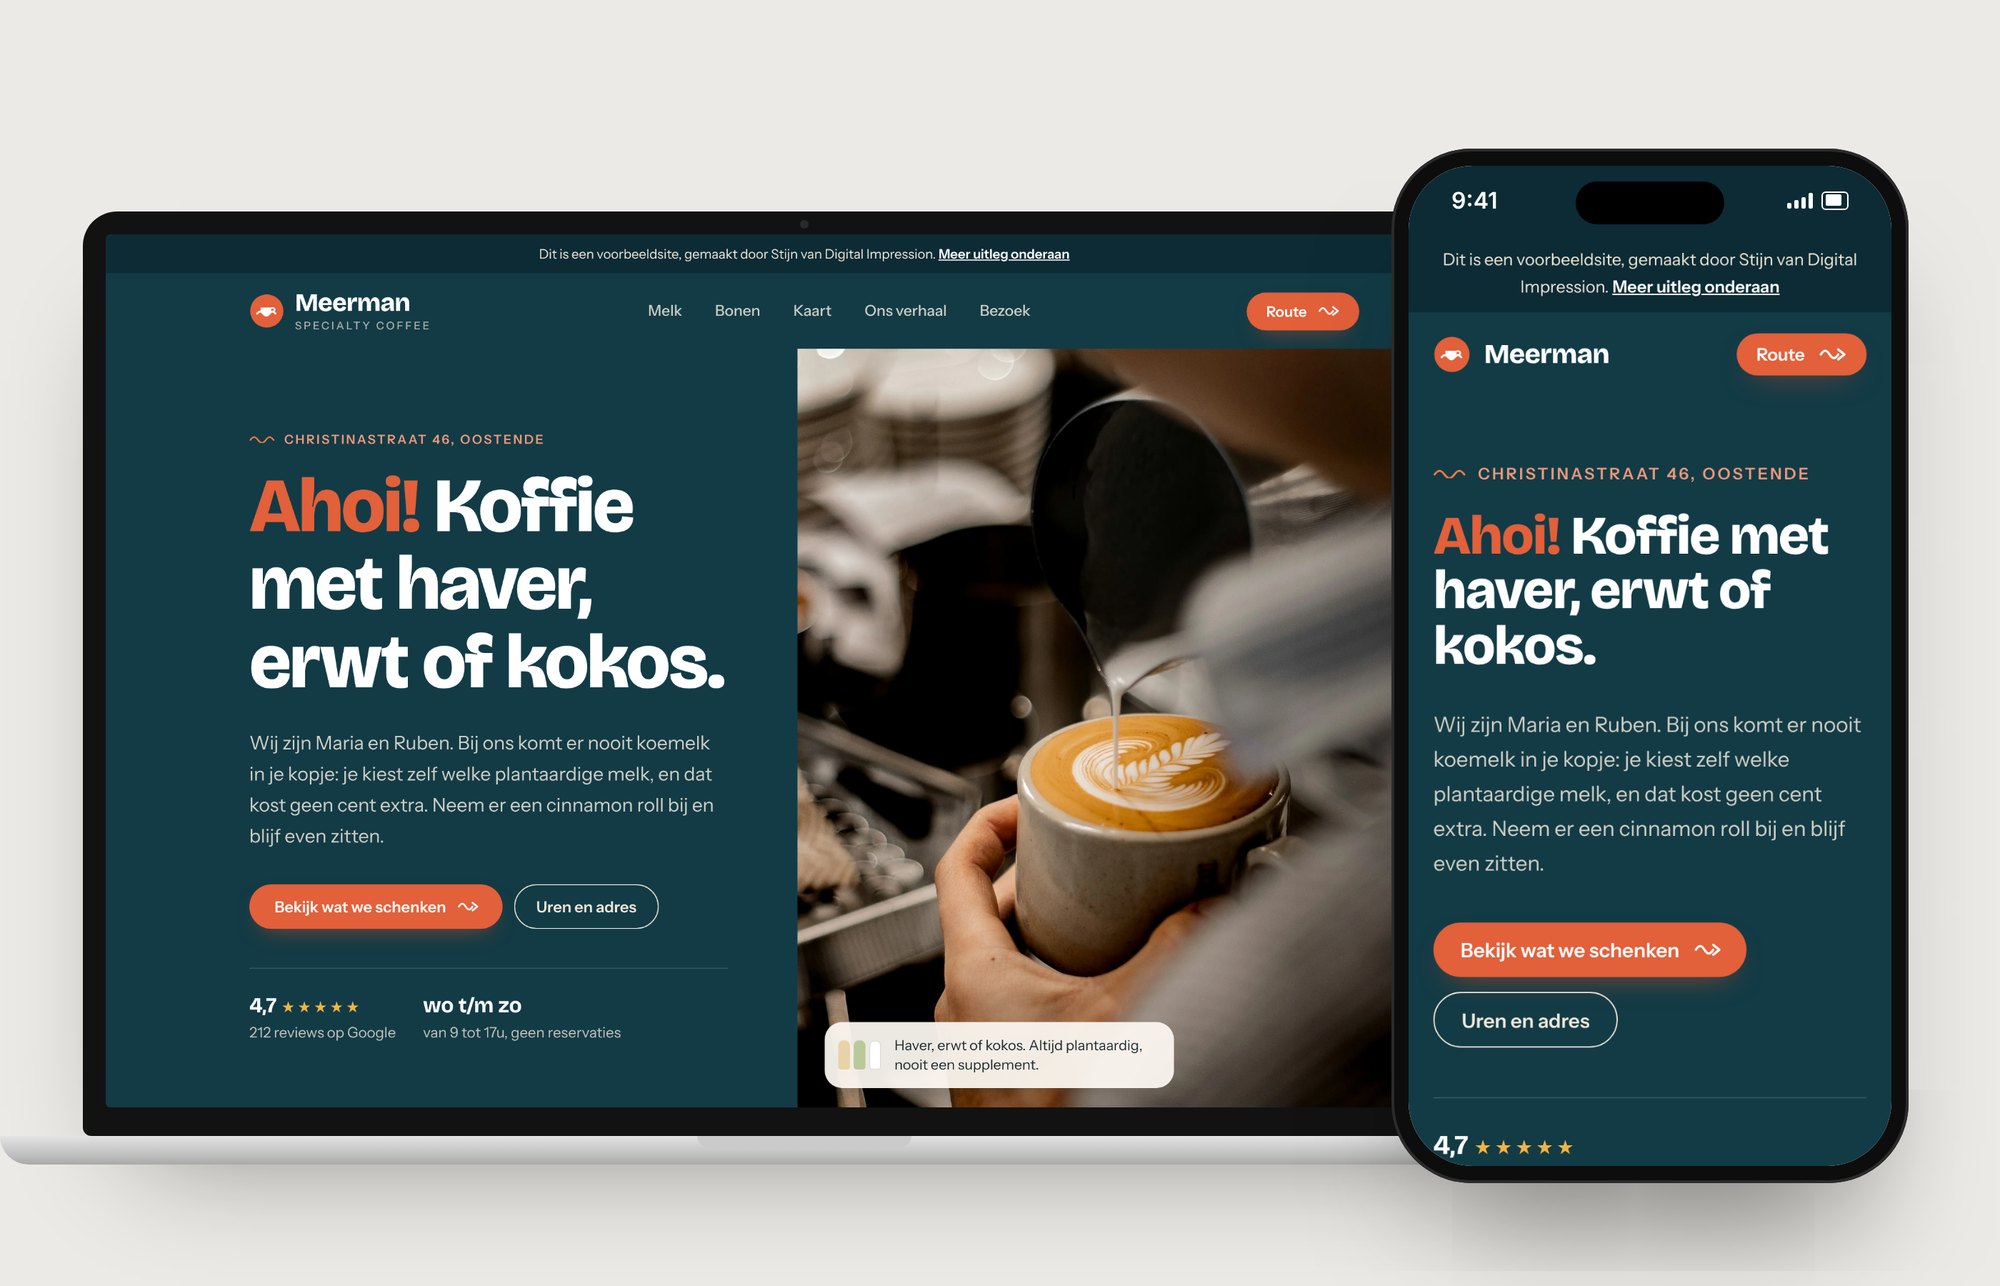 Dit is een voorbeeldsite, gemaakt door Stijn van Digital Impression. Meer uitleg onderaan
Meerman
SPECIALTY COFFEE
Melk Bonen Kaart Ons verhaal Bezoek
Route
CHRISTINASTRAAT 46, OOSTENDE
Ahoi! Koffie
met haver,
erwt of kokos.
Wij zijn Maria en Ruben. Bij ons komt er nooit koemelk
in je kopje: je kiest zelf welke plantaardige melk, en dat
kost geen cent extra. Neem er een cinnamon roll bij en
blijf even zitten.
Bekijk wat we schenken
Uren en adres
4,7 ★★★★★
212 reviews op Google
wo t/m zo
van 9 tot 17u, geen reservaties
Haver, erwt of kokos. Altijd plantaardig,
nooit een supplement.
9:41
Dit is een voorbeeldsite, gemaakt door Stijn van Digital
Impression. Meer uitleg onderaan
Meerman
Route
CHRISTINASTRAAT 46, OOSTENDE
Ahoi! Koffie met
haver, erwt of
kokos.
Wij zijn Maria en Ruben. Bij ons komt er nooit
koemelk in je kopje: je kiest zelf welke
plantaardige melk, en dat kost geen cent
extra. Neem er een cinnamon roll bij en blijf
even zitten.
Bekijk wat we schenken
Uren en adres
4,7 ★★★★★